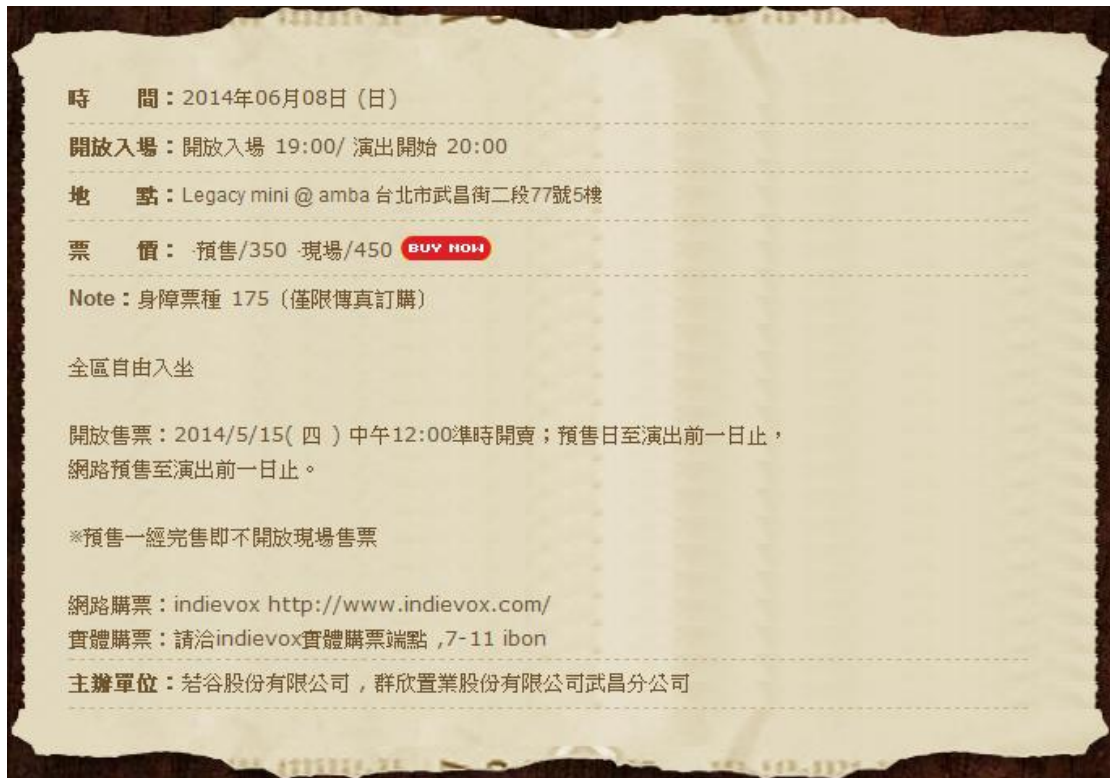 時 間：2014年06月08日 (日)
開放入場：開放入場 19:00/ 演出開始 20:00
地 點：Legacy mini @ amba 台北市武昌街二段77號5樓
票 價： ‧預售/350 ‧現場/450 BUY NOW
Note：身障票種 175〔僅限傳真訂購〕
全區自由入坐
開放售票：2014/5/15( 四 ) 中午12:00準時開賣；預售日至演出前一日止，
網路預售至演出前一日止。
※預售一經完售即不開放現場售票
網路購票：indievox http://www.indievox.com/
實體購票：請洽indievox實體購票端點 ,7-11 ibon
主辦單位：若谷股份有限公司 , 群欣置業股份有限公司武昌分公司